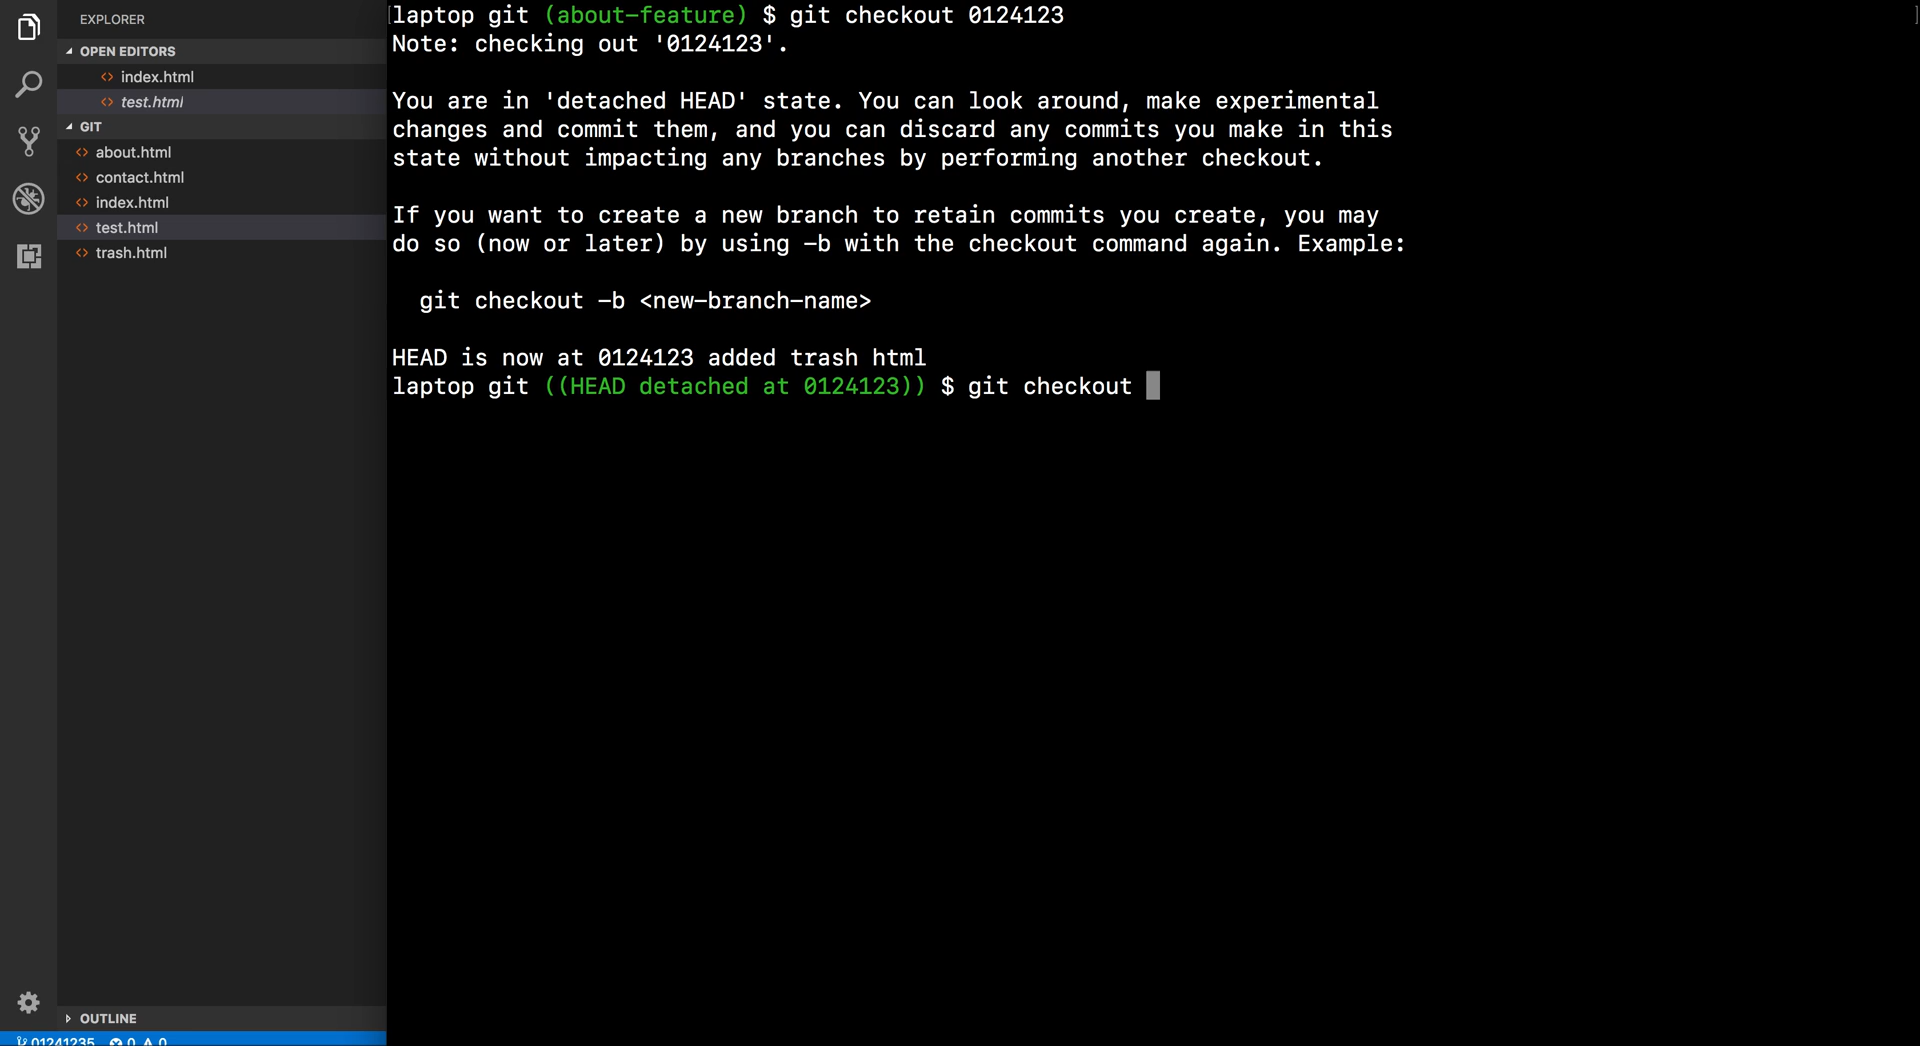 EXPLORER
OPEN EDITORS
index.html
test.html
GIT
about.html
contact.html
index.html
test.html
trash.html
OUTLINE
01241235 0 0
[laptop git (about-feature) $ git checkout 0124123 ]
Note: checking out '0124123'.
You are in 'detached HEAD' state. You can look around, make experimental
changes and commit them, and you can discard any commits you make in this
state without impacting any branches by performing another checkout.
If you want to create a new branch to retain commits you create, you may
do so (now or later) by using -b with the checkout command again. Example:
git checkout -b <new-branch-name>
HEAD is now at 0124123 added trash html
laptop git ((HEAD detached at 0124123)) $ git checkout